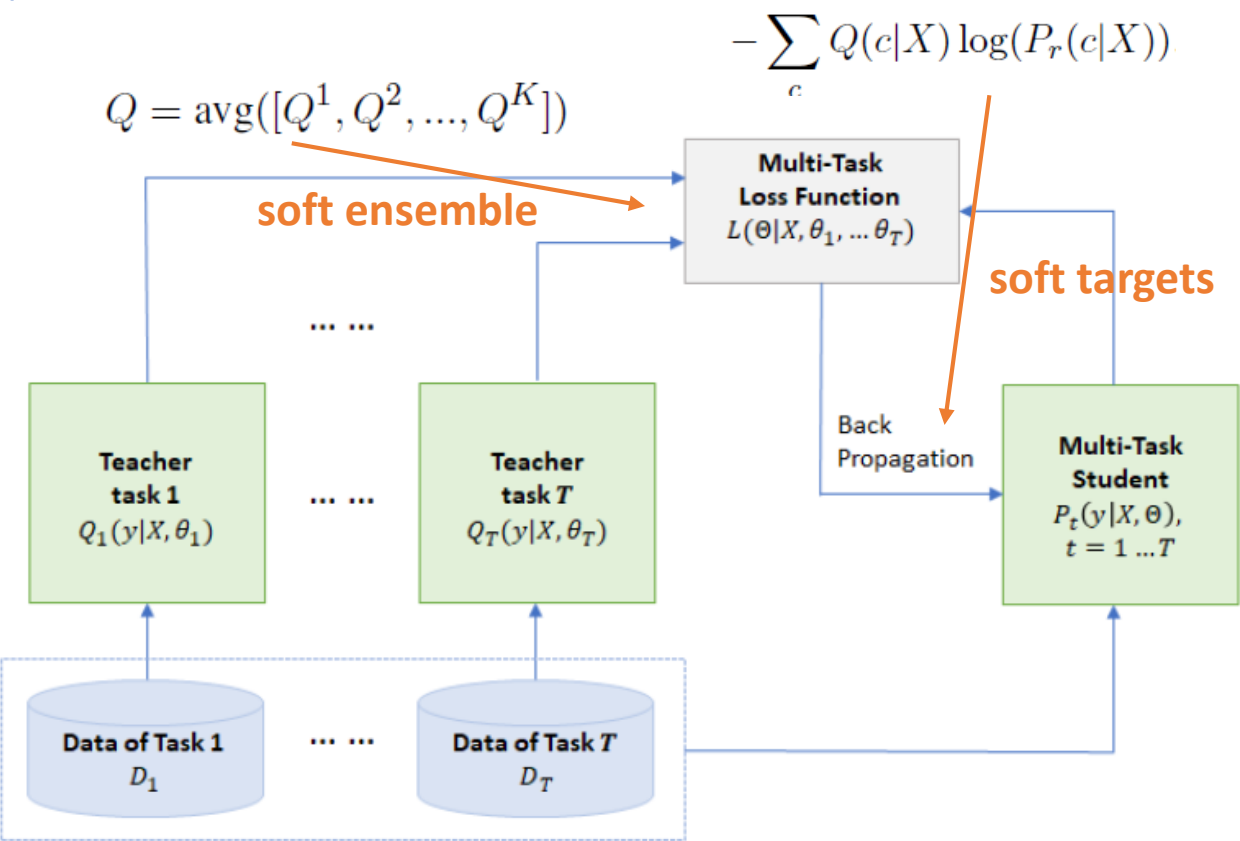 − ∑ Q(c|X) log(P_r(c|X))
c
Q = avg([Q^1, Q^2, ..., Q^K])
Multi-Task
Loss Function
L(Θ|X, θ_1, … θ_T)
soft ensemble
soft targets
... ...
Back
Propagation
Teacher
task 1
Q_1(y|X, θ_1)
... ...
Teacher
task T
Q_T(y|X, θ_T)
Multi-Task
Student
P_t(y|X, Θ),
t = 1 … T
Data of Task 1
D_1
... ...
Data of Task T
D_T